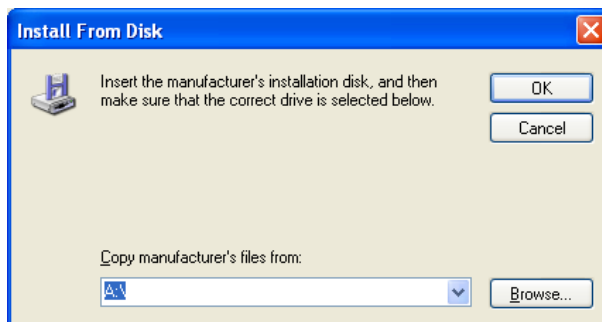 Install From Disk
Insert the manufacturer's installation disk, and then
make sure that the correct drive is selected below.
OK
Cancel
Copy manufacturer's files from:
A:\
Browse...